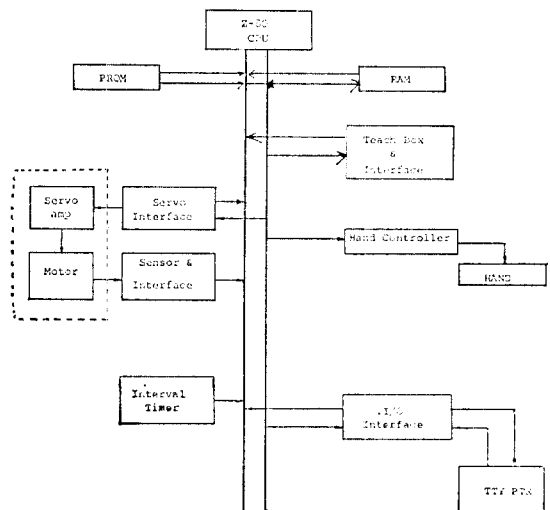 Z-80
CPU
PROM
RAM
Teach Box
&
Interface
Servo
amp
Servo
Interface
Hand Controller
Motor
Sensor &
Interface
HAND
Interval
Timer
I/O
Interface
TTY PTR